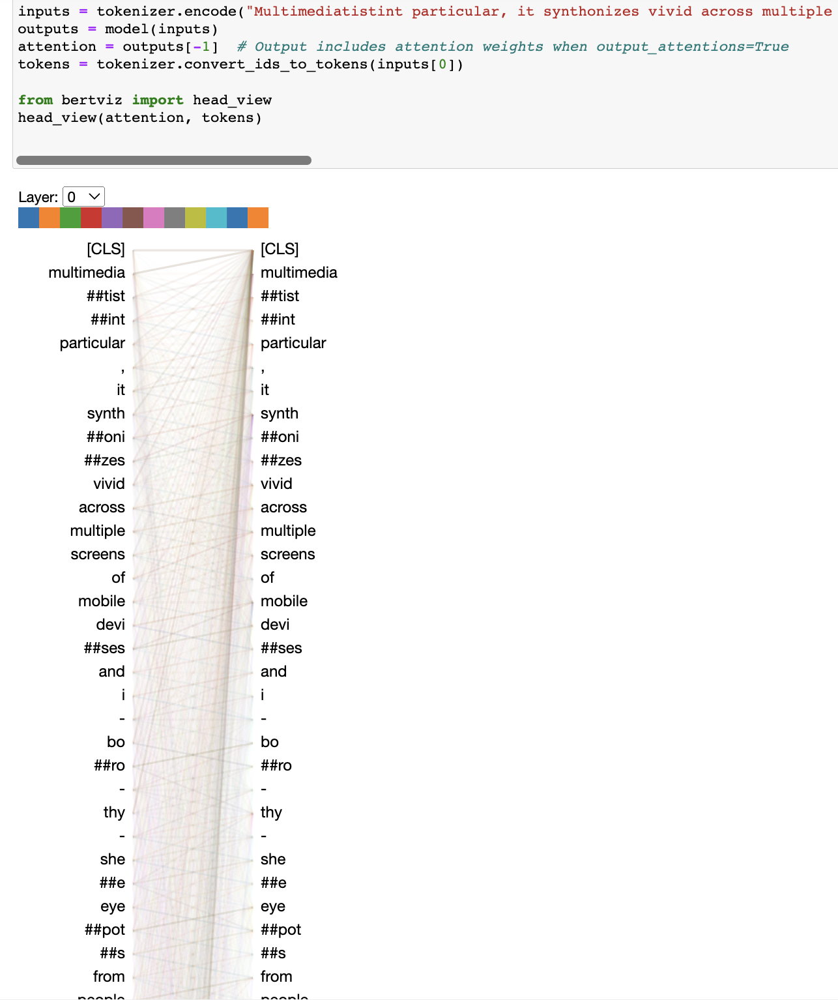 inputs = tokenizer.encode("Multimediatistint particular, it synthonizes vivid across multiple
outputs = model(inputs)
attention = outputs[-1]  # Output includes attention weights when output_attentions=True
tokens = tokenizer.convert_ids_to_tokens(inputs[0])
from bertviz import head_view
head_view(attention, tokens)
Layer: 0
[CLS] [CLS]
multimedia multimedia
##tist ##tist
##int ##int
particular particular
, ,
it it
synth synth
##oni ##oni
##zes ##zes
vivid vivid
across across
multiple multiple
screens screens
of of
mobile mobile
devi devi
##ses ##ses
and and
i i
- -
bo bo
##ro ##ro
- -
thy thy
- -
she she
##e ##e
eye eye
##pot ##pot
##s ##s
from from
people people